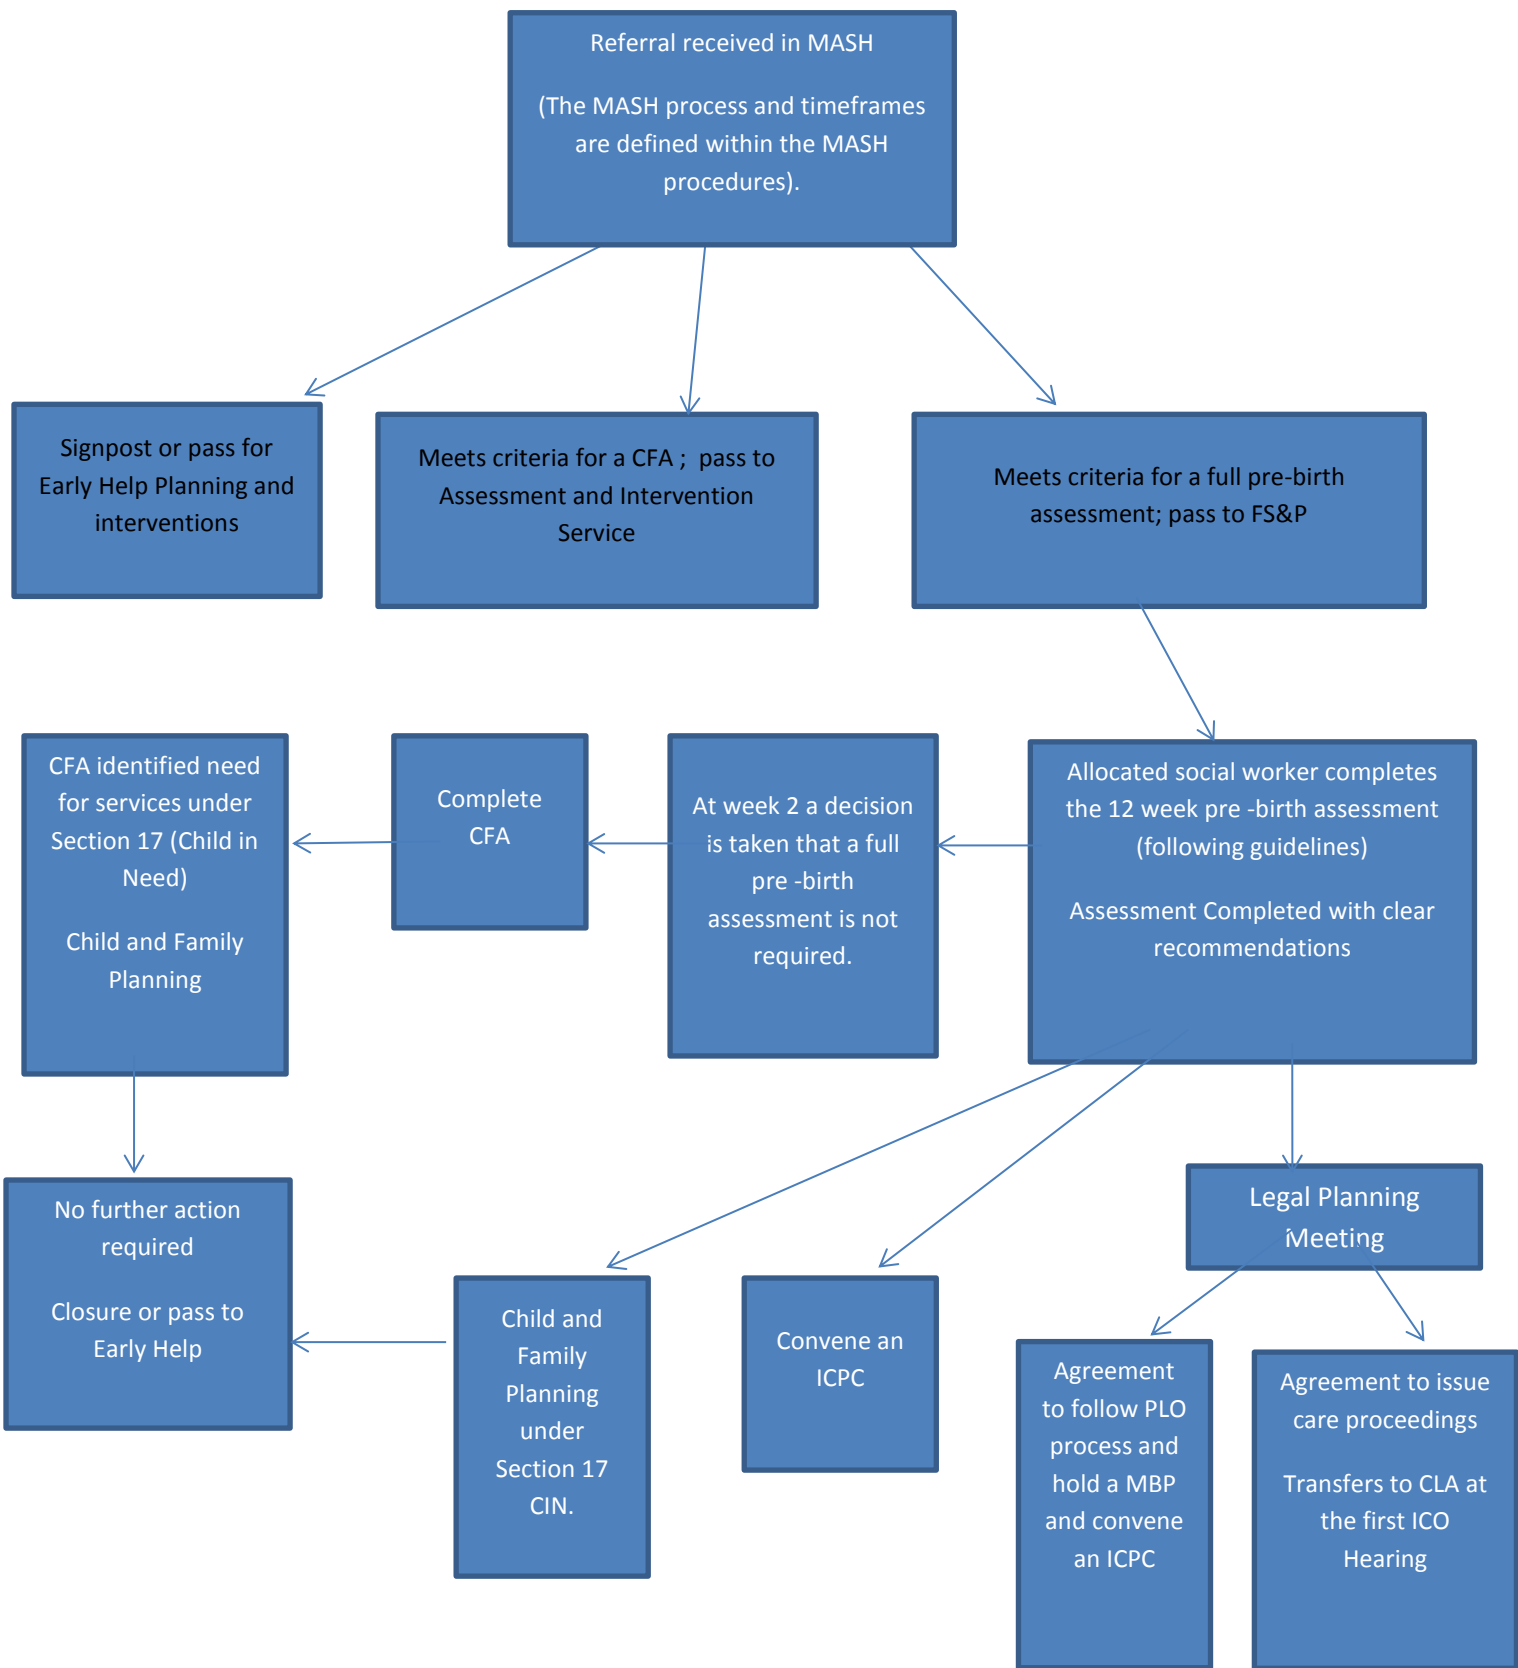 Referral received in MASH
(The MASH process and timeframes
are defined within the MASH
procedures).
Signpost or pass for
Early Help Planning and
interventions
Meets criteria for a CFA ;  pass to
Assessment and Intervention
Service
Meets criteria for a full pre-birth
assessment; pass to FS&P
CFA identified need
for services under
Section 17 (Child in
Need)
Child and Family
Planning
Complete
CFA
At week 2 a decision
is taken that a full
pre -birth
assessment is not
required.
Allocated social worker completes
the 12 week pre -birth assessment
(following guidelines)
Assessment Completed with clear
recommendations
No further action
required
Closure or pass to
Early Help
Child and
Family
Planning
under
Section 17
CIN.
Convene an
ICPC
Legal Planning
Meeting
Agreement
to follow PLO
process and
hold a MBP
and convene
an ICPC
Agreement to issue
care proceedings
Transfers to CLA at
the first ICO
Hearing